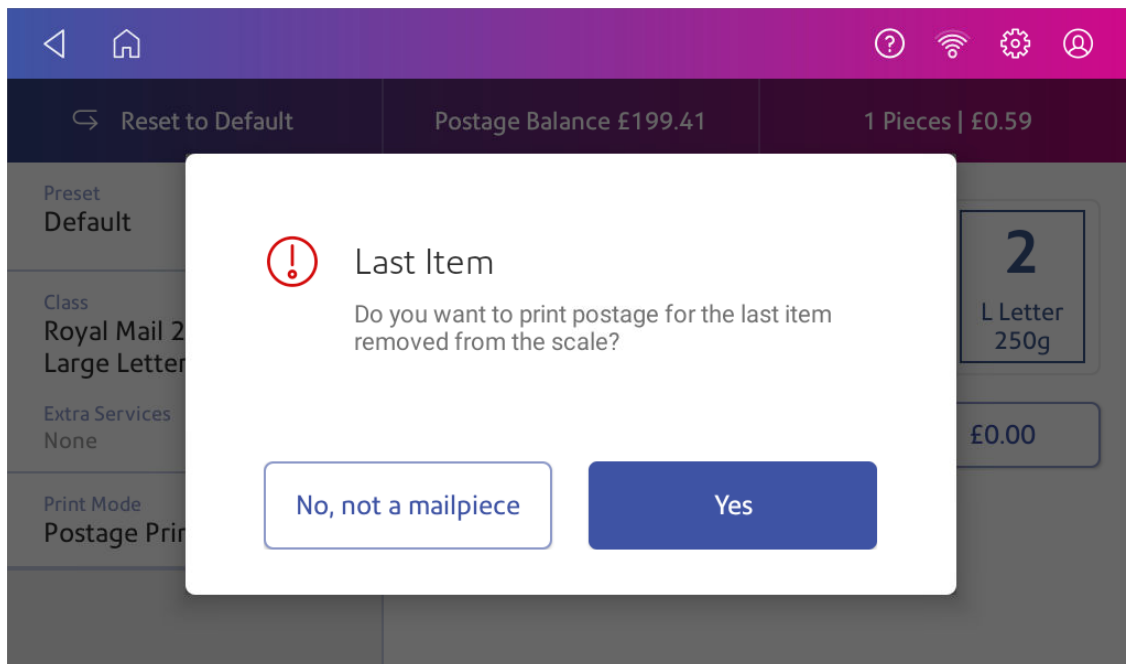 Reset to Default
Postage Balance £199.41
1 Pieces | £0.59
Preset
Default
Class
Royal Mail 2
Large Letter
Extra Services
None
Print Mode
Postage Prin
Last Item
Do you want to print postage for the last item
removed from the scale?
No, not a mailpiece
Yes
2
L Letter
250g
£0.00